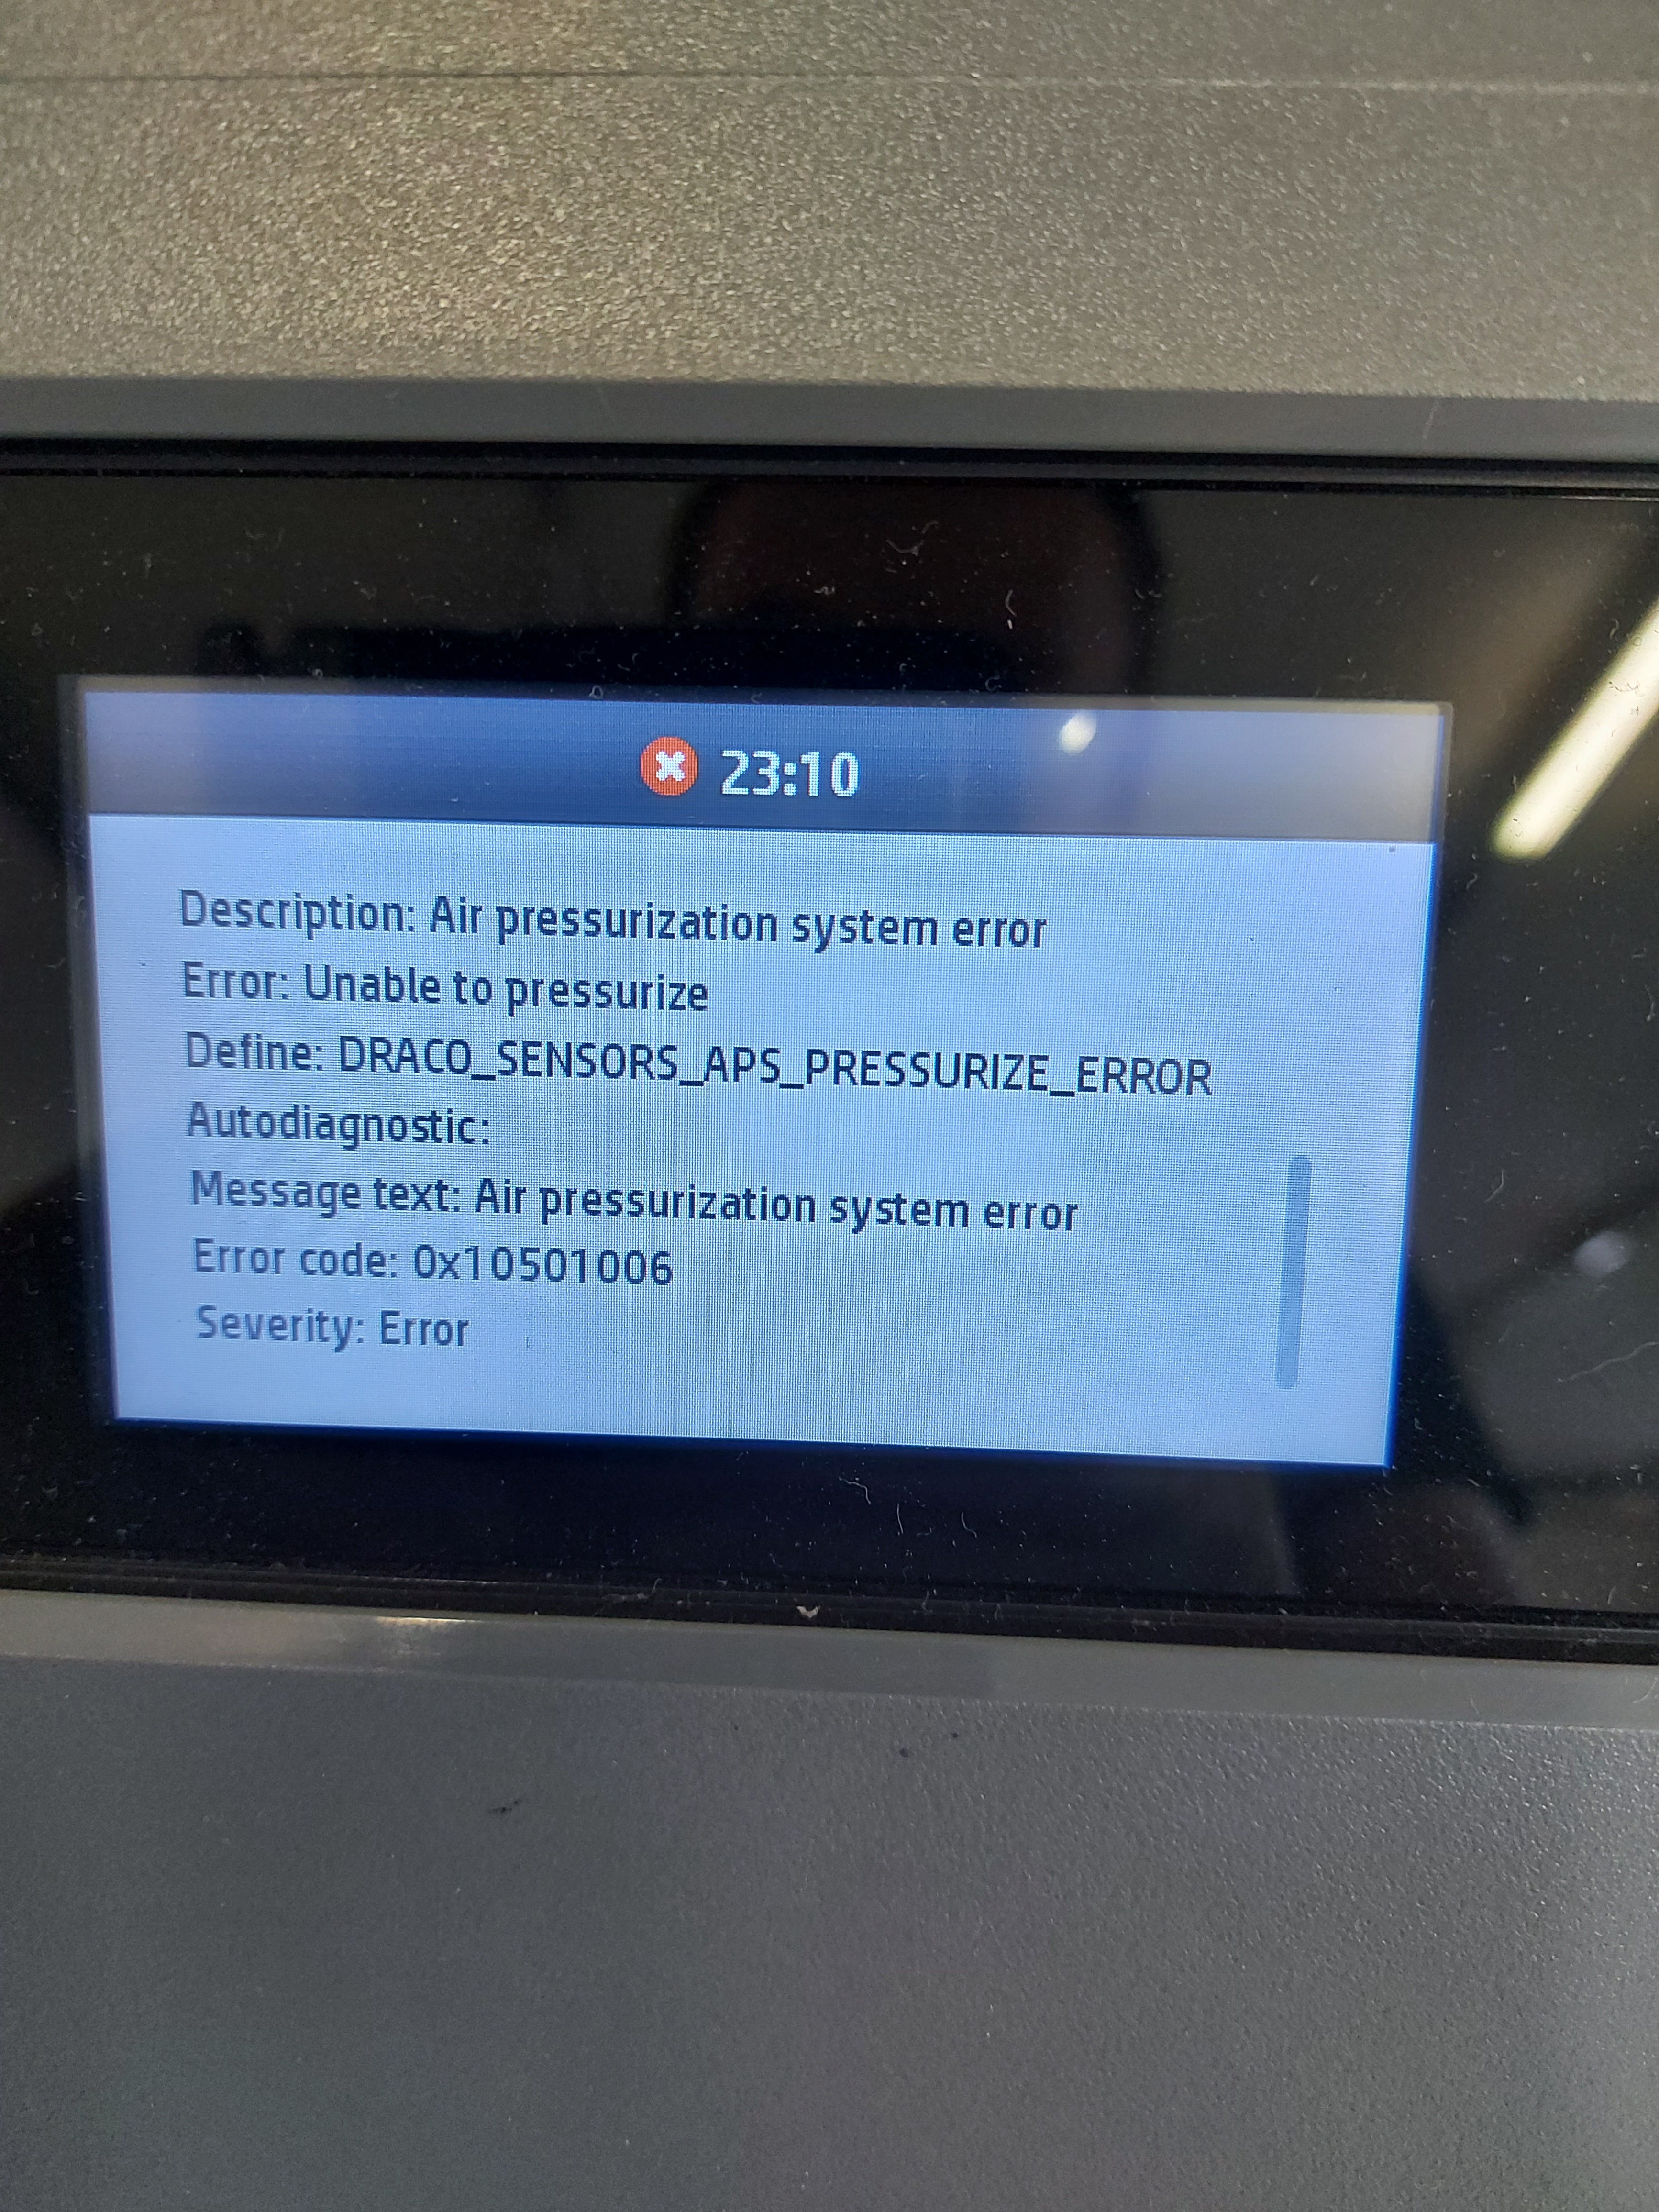 23:10
Description: Air pressurization system error
Error: Unable to pressurize
Define: DRACO_SENSORS_APS_PRESSURIZE_ERROR
Autodiagnostic:
Message text: Air pressurization system error
Error code: 0x10501006
Severity: Error